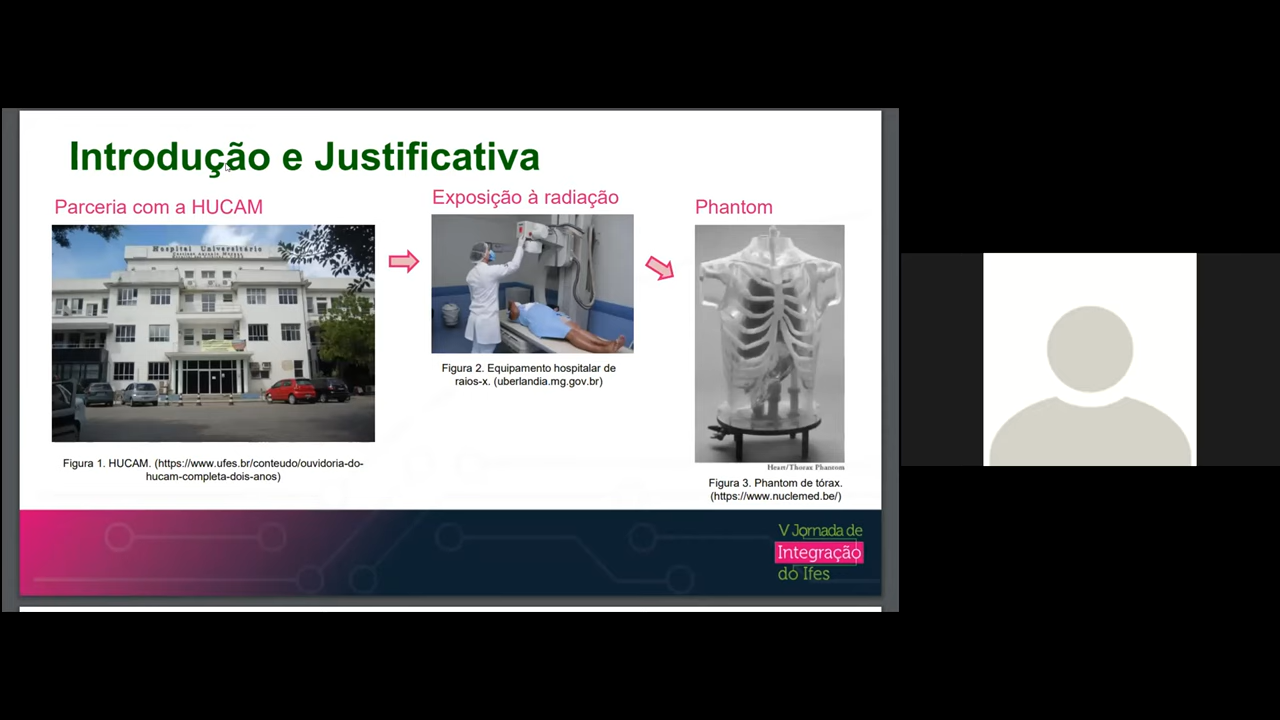 Introdução e Justificativa
Parceria com a HUCAM
Exposição à radiação
Phantom
Hospital Universitário
Figura 1. HUCAM. (https://www.ufes.br/conteudo/ouvidoria-do-
hucam-completa-dois-anos)
Figura 2. Equipamento hospitalar de
raios-x. (uberlandia.mg.gov.br)
Heart/Thorax Phantom
Figura 3. Phantom de tórax.
(https://www.nuclemed.be/)
V Jornada de
Integração
do Ifes